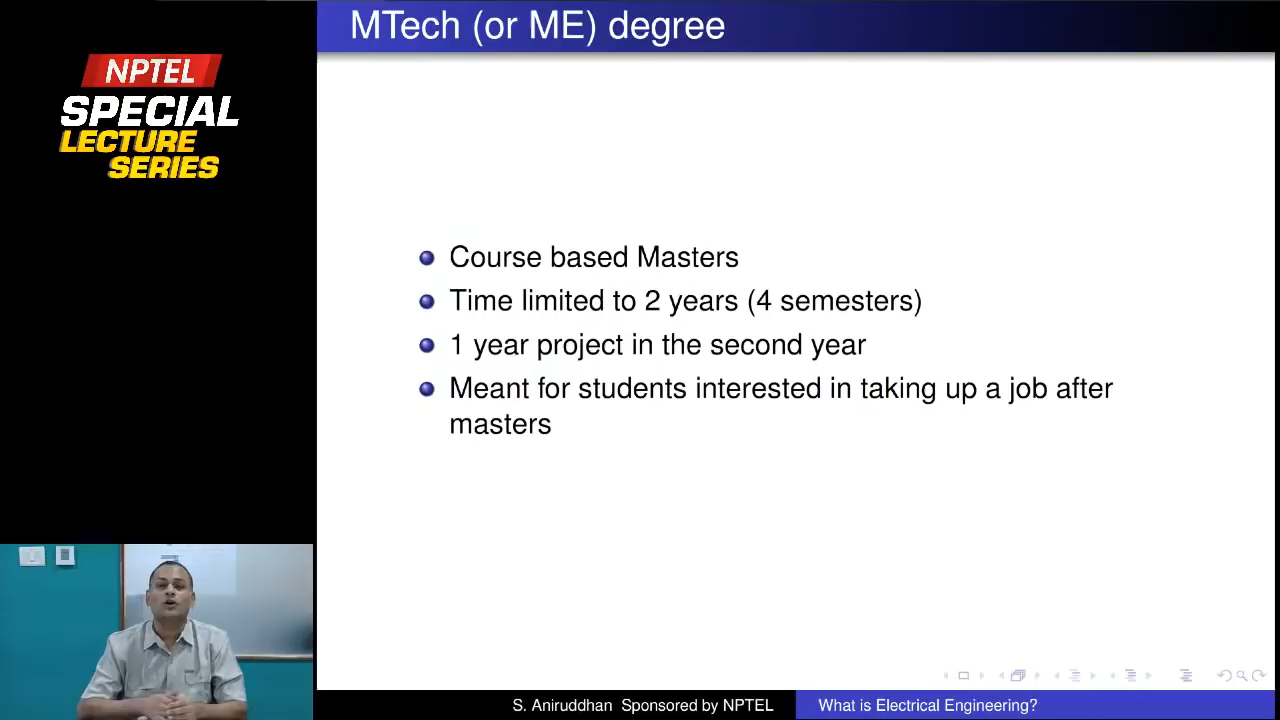 MTech (or ME) degree
NPTEL
SPECIAL
LECTURE
SERIES
Course based Masters
Time limited to 2 years (4 semesters)
1 year project in the second year
Meant for students interested in taking up a job after
masters
S. Aniruddhan Sponsored by NPTEL
What is Electrical Engineering?